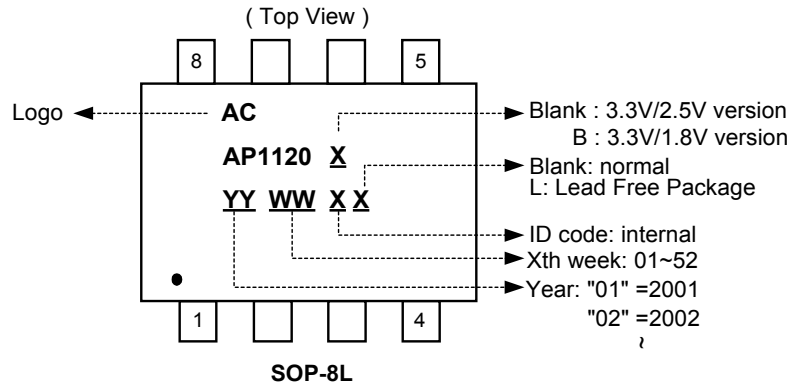 ( Top View )
8 5
Logo AC Blank : 3.3V/2.5V version
B : 3.3V/1.8V version
AP1120 X
Blank: normal
L: Lead Free Package
YY WW X X
ID code: internal
Xth week: 01~52
Year: "01" =2001
"02" =2002
~
1 4
SOP-8L